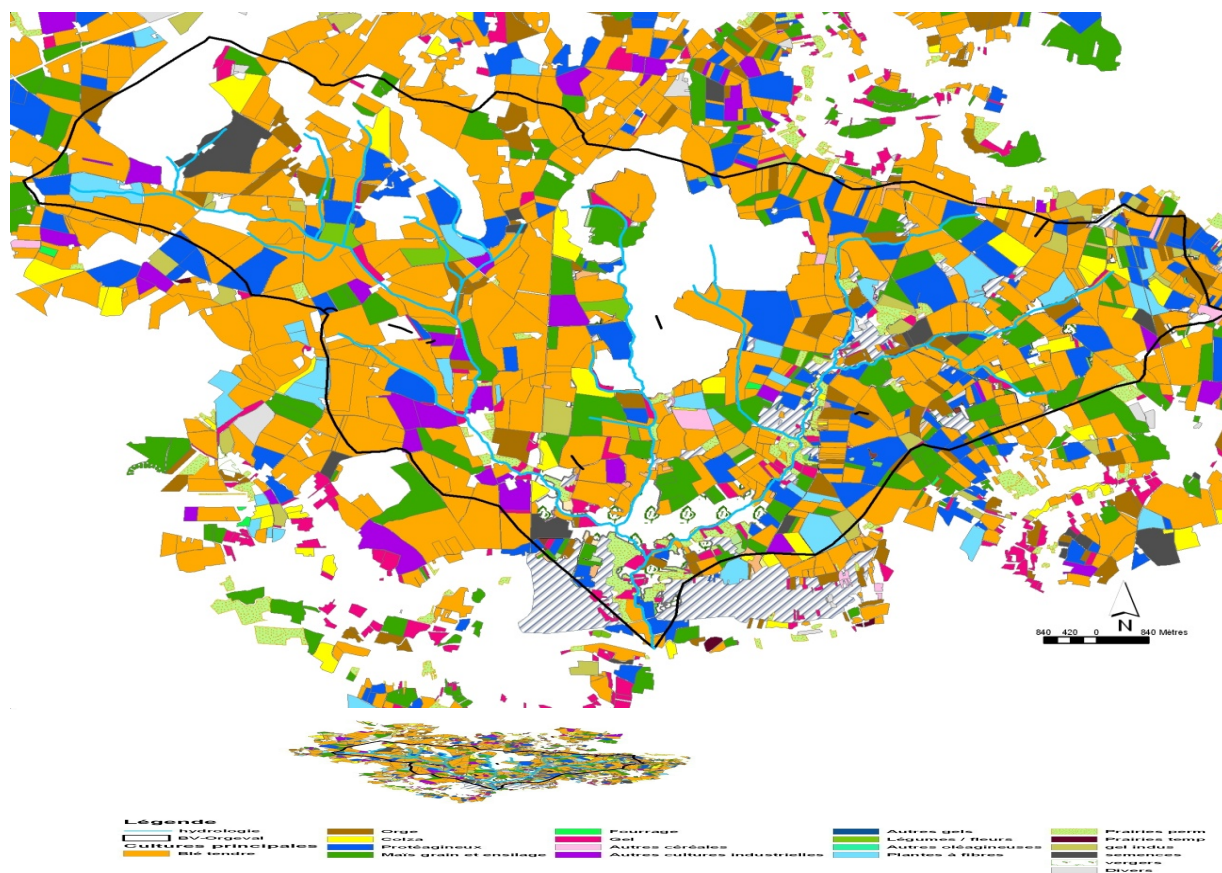 N
840 420 0 840 Mètres
Légende
hydrologie
BV-Orgeval
Cultures principales
Blé tendre
Orge
Colza
Protéagineux
Maïs grain et ensilage
Fourrage
Gel
Autres céréales
Autres cultures industrielles
Autres gels
Légumes / fleurs
Autres oléagineuses
Plantes à fibres
Prairies perm
Prairies temp
gel indus
semences
vergers
Divers